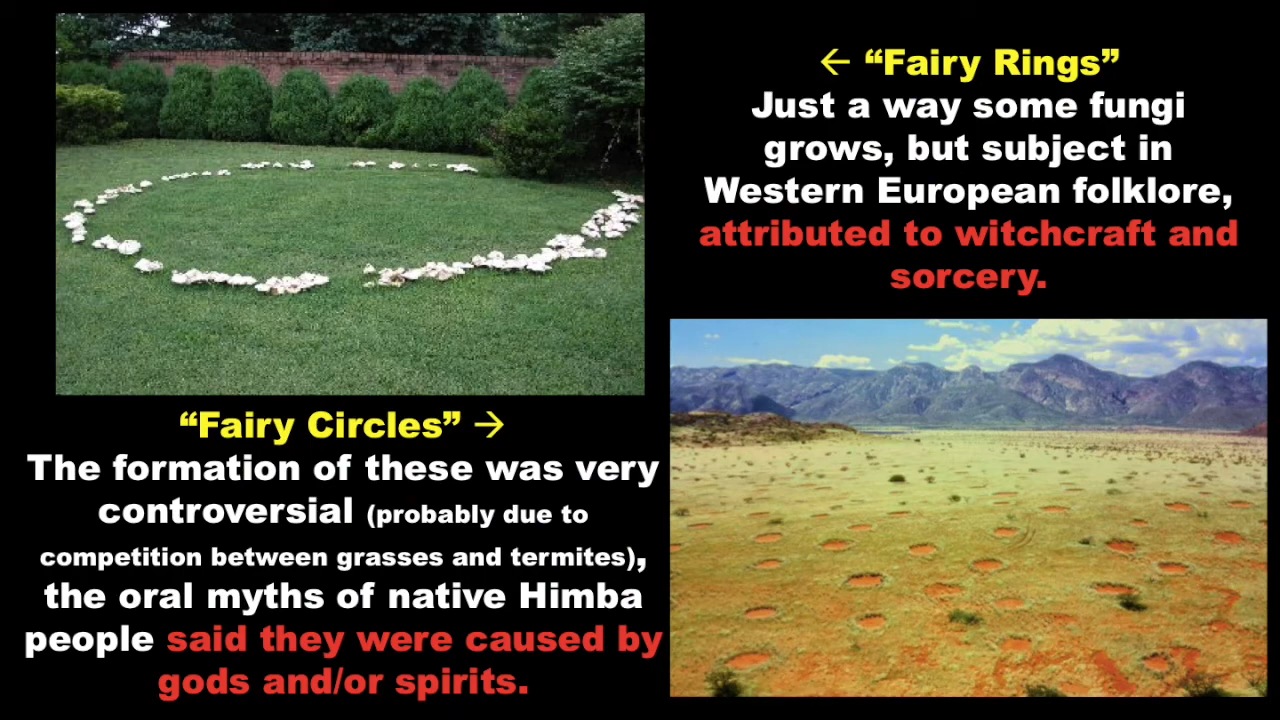 ← “Fairy Rings”
Just a way some fungi
grows, but subject in
Western European folklore,
attributed to witchcraft and
sorcery.
“Fairy Circles” →
The formation of these was very
controversial (probably due to
competition between grasses and termites),
the oral myths of native Himba
people said they were caused by
gods and/or spirits.